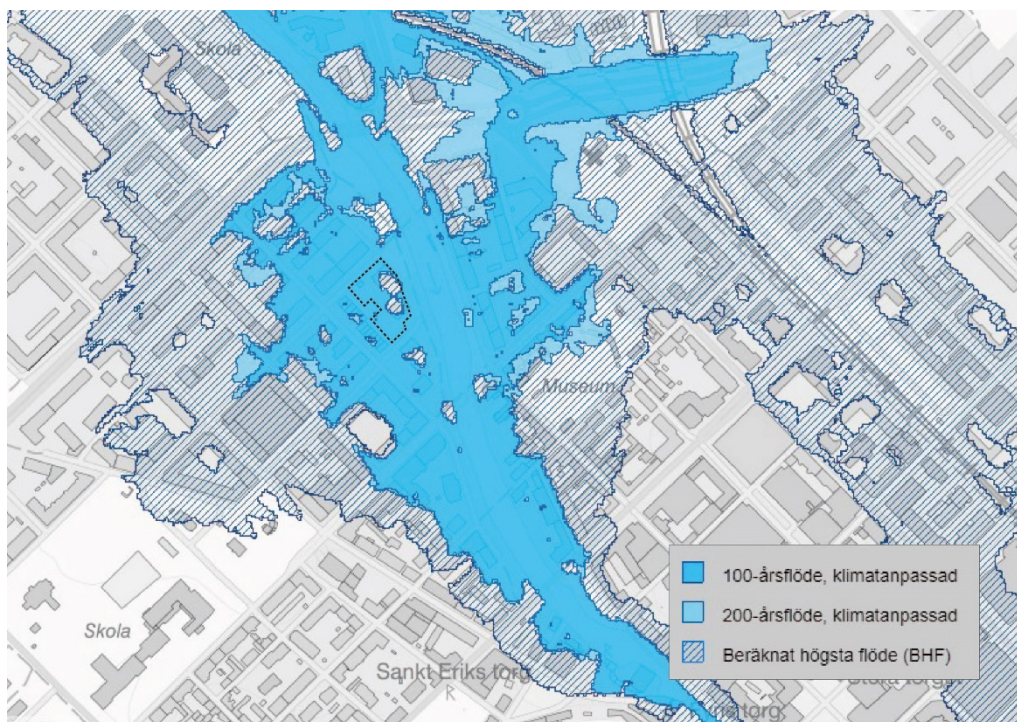 Skola
Museum
100-årsflöde, klimatanpassad
200-årsflöde, klimatanpassad
Beräknat högsta flöde (BHF)
Skola
Sankt Eriks torg